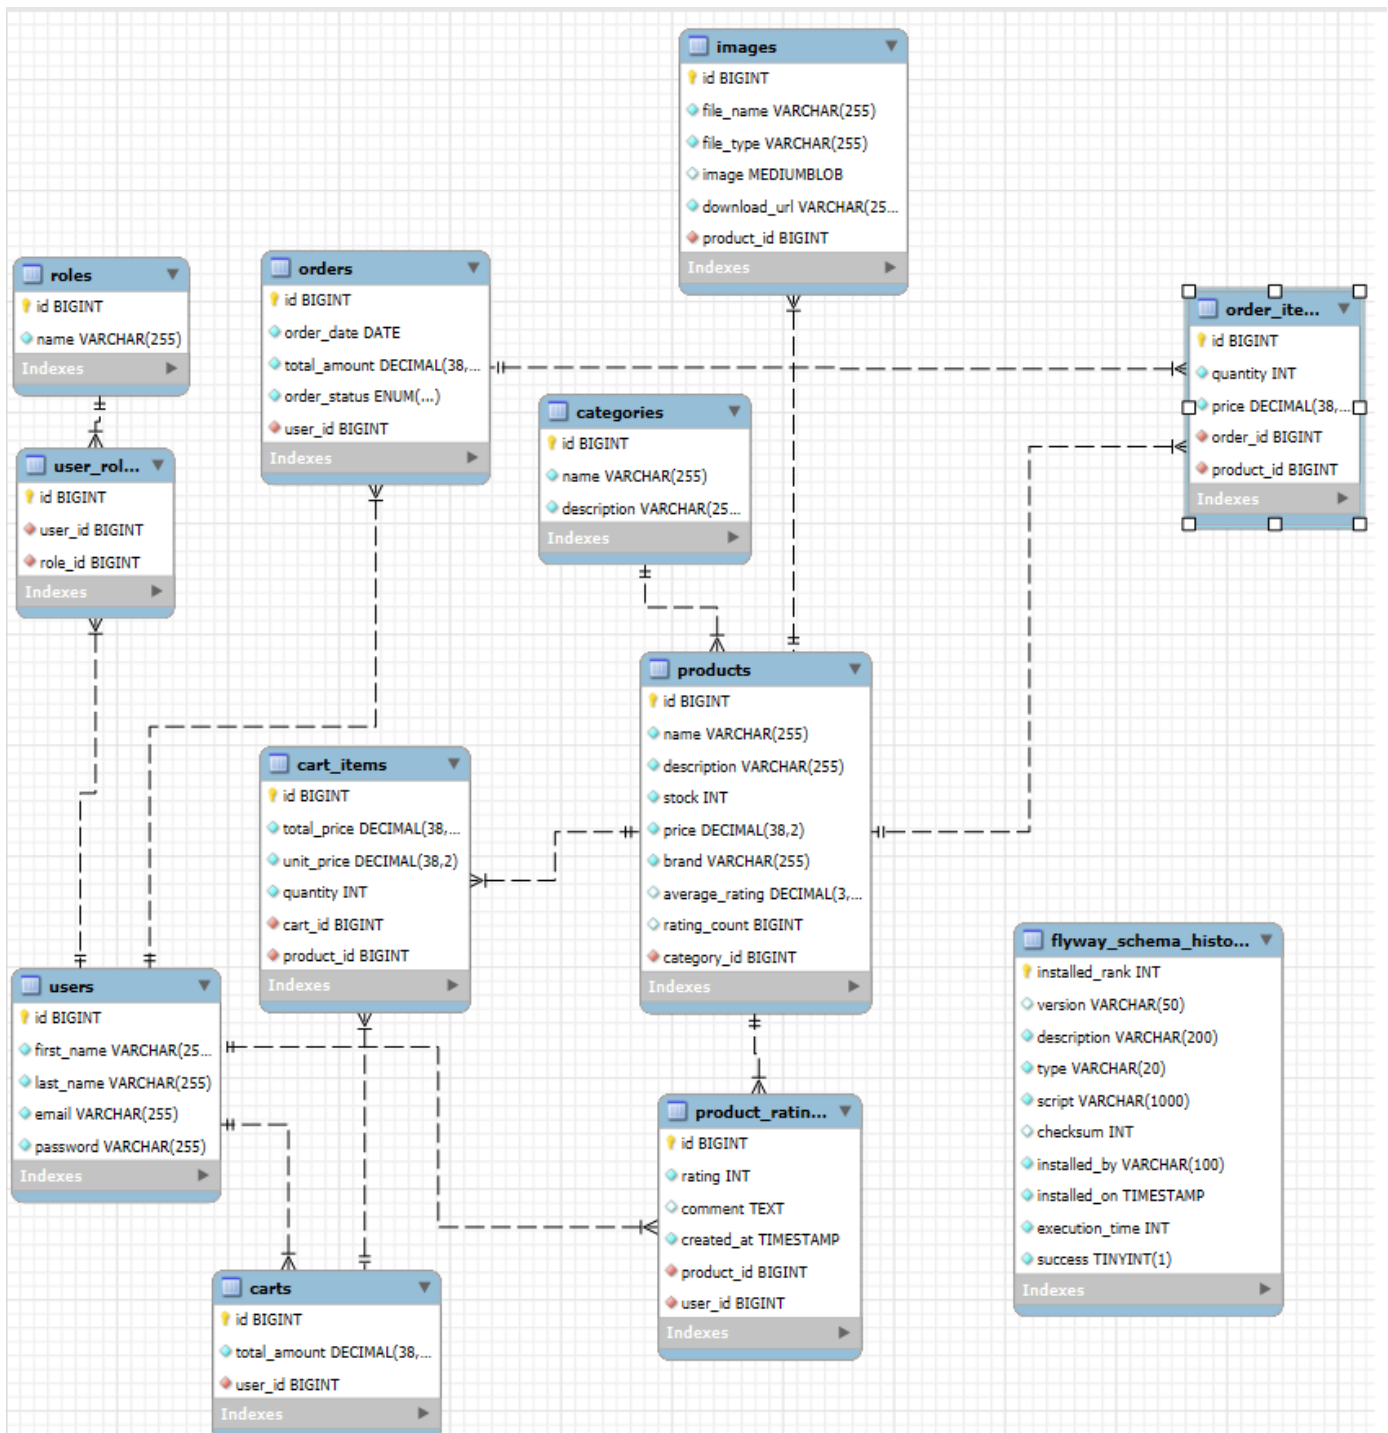 images
id BIGINT
file_name VARCHAR(255)
file_type VARCHAR(255)
image MEDIUMBLOB
download_url VARCHAR(25...
product_id BIGINT
Indexes
roles
id BIGINT
name VARCHAR(255)
Indexes
orders
id BIGINT
order_date DATE
total_amount DECIMAL(38,...
order_status ENUM(...)
user_id BIGINT
Indexes
order_ite...
id BIGINT
quantity INT
price DECIMAL(38,...
order_id BIGINT
product_id BIGINT
Indexes
categories
id BIGINT
name VARCHAR(255)
description VARCHAR(25...
Indexes
user_rol...
id BIGINT
user_id BIGINT
role_id BIGINT
Indexes
products
id BIGINT
name VARCHAR(255)
description VARCHAR(255)
stock INT
price DECIMAL(38,2)
brand VARCHAR(255)
average_rating DECIMAL(3,...
rating_count BIGINT
category_id BIGINT
Indexes
cart_items
id BIGINT
total_price DECIMAL(38,...
unit_price DECIMAL(38,2)
quantity INT
cart_id BIGINT
product_id BIGINT
Indexes
flyway_schema_histo...
installed_rank INT
version VARCHAR(50)
description VARCHAR(200)
type VARCHAR(20)
script VARCHAR(1000)
checksum INT
installed_by VARCHAR(100)
installed_on TIMESTAMP
execution_time INT
success TINYINT(1)
Indexes
users
id BIGINT
first_name VARCHAR(25...
last_name VARCHAR(255)
email VARCHAR(255)
password VARCHAR(255)
Indexes
product_ratin...
id BIGINT
rating INT
comment TEXT
created_at TIMESTAMP
product_id BIGINT
user_id BIGINT
Indexes
carts
id BIGINT
total_amount DECIMAL(38,...
user_id BIGINT
Indexes